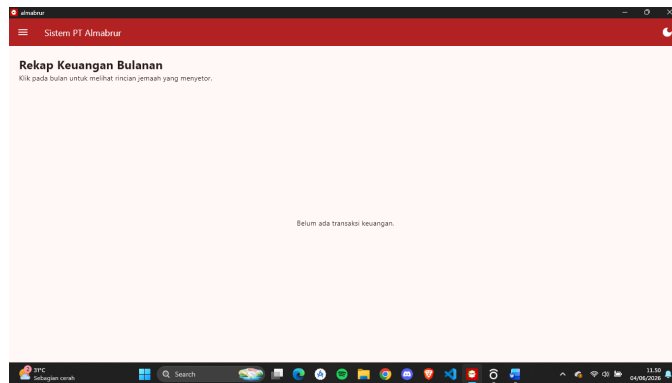 almabrur
Sistem PT Almabrur
Rekap Keuangan Bulanan
Klik pada bulan untuk melihat rincian jemaah yang menyetor.
Belum ada transaksi keuangan.
31°C
Sebagian cerah
Search
11.50
04/06/2026